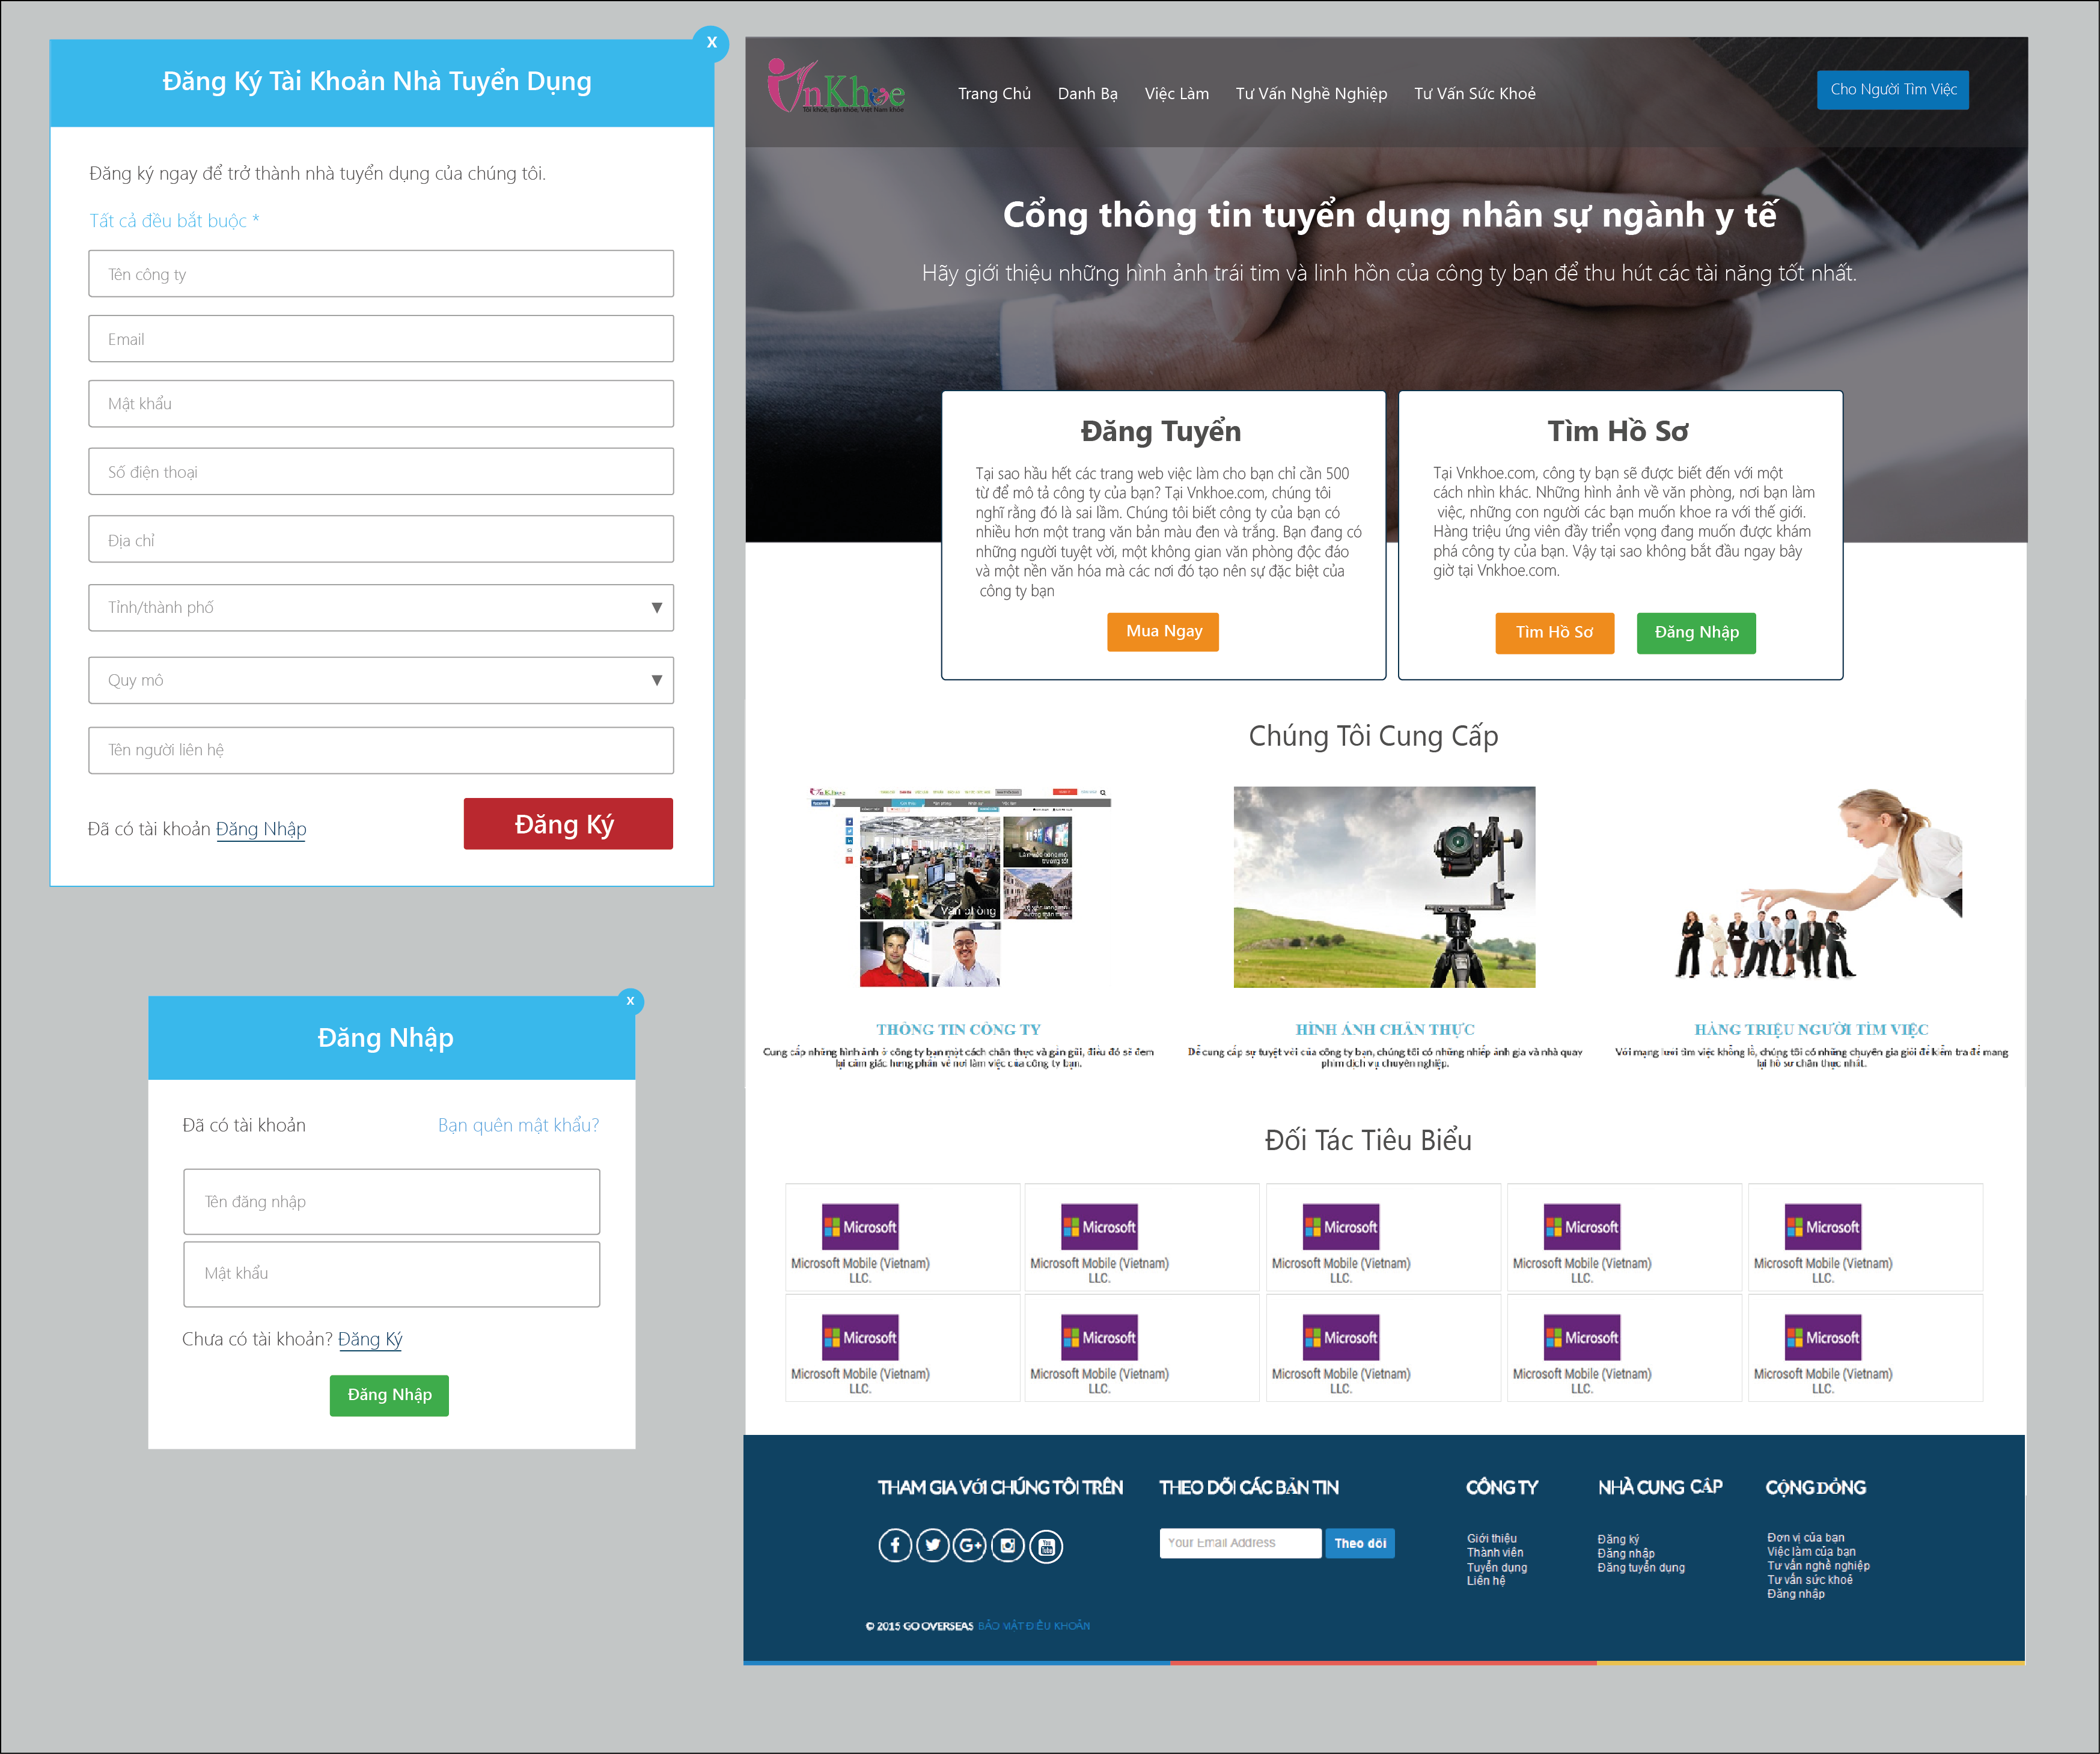 x
Đăng Ký Tài Khoản Nhà Tuyển Dụng
Đăng ký ngay để trở thành nhà tuyển dụng của chúng tôi.
Tất cả đều bắt buộc *
Tên công ty
Email
Mật khẩu
Số điện thoại
Địa chỉ
Tỉnh/thành phố
Quy mô
Tên người liên hệ
Đã có tài khoản Đăng Nhập
Đăng Ký
x
Đăng Nhập
Đã có tài khoản
Bạn quên mật khẩu?
Tên đăng nhập
Mật khẩu
Chưa có tài khoản? Đăng Ký
Đăng Nhập
VnKhoe
Tôi khỏe, Bạn khỏe, Việt Nam khỏe
Trang Chủ Danh Bạ Việc Làm Tư Vấn Nghề Nghiệp Tư Vấn Sức Khoẻ
Cho Người Tìm Việc
Cổng thông tin tuyển dụng nhân sự ngành y tế
Hãy giới thiệu những hình ảnh trái tim và linh hồn của công ty bạn để thu hút các tài năng tốt nhất.
Đăng Tuyển
Tại sao hầu hết các trang web việc làm cho bạn chỉ cần 500
từ để mô tả công ty của bạn? Tại Vnkhoe.com, chúng tôi
nghĩ rằng đó là sai lầm. Chúng tôi biết công ty của bạn có
nhiều hơn một trang văn bản màu đen và trắng. Bạn đang có
những người tuyệt vời, một không gian văn phòng độc đáo
và một nền văn hóa mà các nơi đó tạo nên sự đặc biệt của
công ty bạn
Mua Ngay
Tìm Hồ Sơ
Tại Vnkhoe.com, công ty bạn sẽ được biết đến với một
cách nhìn khác. Những hình ảnh về văn phòng, nơi bạn làm
việc, những con người các bạn muốn khoe ra với thế giới.
Hàng triệu ứng viên đầy triển vọng đang muốn được khám
phá công ty của bạn. Vậy tại sao không bắt đầu ngay bây
giờ tại Vnkhoe.com.
Tìm Hồ Sơ
Đăng Nhập
Chúng Tôi Cung Cấp
VnKhoe
facebook
Văn phòng
THÔNG TIN CÔNG TY
Cung cấp những hình ảnh ở công ty bạn một cách chân thực và gần gũi, điều đó sẽ đem
lại cảm giác hưng phấn về nơi làm việc của công ty bạn.
HÌNH ẢNH CHÂN THỰC
Để cung cấp sự tuyệt vời của công ty bạn, chúng tôi có những nhiếp ảnh gia và nhà quay
phim dịch vụ chuyên nghiệp.
HÀNG TRIỆU NGƯỜI TÌM VIỆC
Với mạng lưới tìm việc khổng lồ, chúng tôi có những chuyên gia giỏi để kiểm tra để mang
lại hồ sơ chân thực nhất.
Đối Tác Tiêu Biểu
Microsoft
Microsoft Mobile (Vietnam)
LLC.
Microsoft
Microsoft Mobile (Vietnam)
LLC.
Microsoft
Microsoft Mobile (Vietnam)
LLC.
Microsoft
Microsoft Mobile (Vietnam)
LLC.
Microsoft
Microsoft Mobile (Vietnam)
LLC.
Microsoft
Microsoft Mobile (Vietnam)
LLC.
Microsoft
Microsoft Mobile (Vietnam)
LLC.
Microsoft
Microsoft Mobile (Vietnam)
LLC.
Microsoft
Microsoft Mobile (Vietnam)
LLC.
Microsoft
Microsoft Mobile (Vietnam)
LLC.
THAM GIA VỚI CHÚNG TÔI TRÊN
f G+ You Tube
THEO DÕI CÁC BẢN TIN
Your Email Address
Theo dõi
CÔNG TY
Giới thiệu
Thành viên
Tuyển dụng
Liên hệ
NHÀ CUNG CẤP
Đăng ký
Đăng nhập
Đăng tuyển dụng
CỘNG ĐỒNG
Đơn vị của bạn
Việc làm của bạn
Tư vấn nghề nghiệp
Tư vấn sức khoẻ
Đăng nhập
© 2015 GO OVERSEAS BẢO VIẬT ĐIỀU KHOẢN